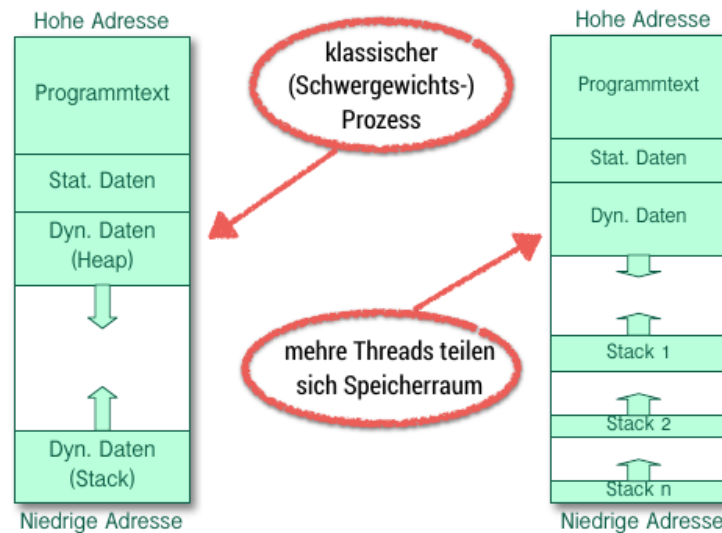 Hohe Adresse
Programmtext
Stat. Daten
Dyn. Daten
(Heap)
Dyn. Daten
(Stack)
Niedrige Adresse
klassischer
(Schwergewichts-)
Prozess
mehre Threads teilen
sich Speicherraum
Hohe Adresse
Programmtext
Stat. Daten
Dyn. Daten
Stack 1
Stack 2
Stack n
Niedrige Adresse